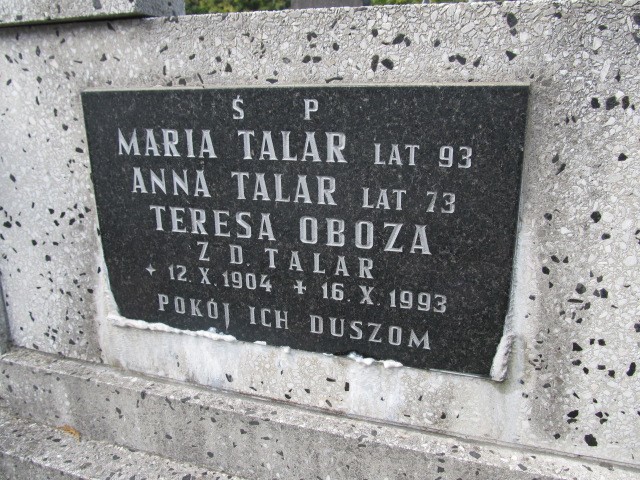 Ś P
MARIA TALAR LAT 93
ANNA TALAR LAT 73
TERESA OBOZA
Z D. TALAR
+ 12. X. 1904 + 16. X. 1993
POKÓJ ICH DUSZOM